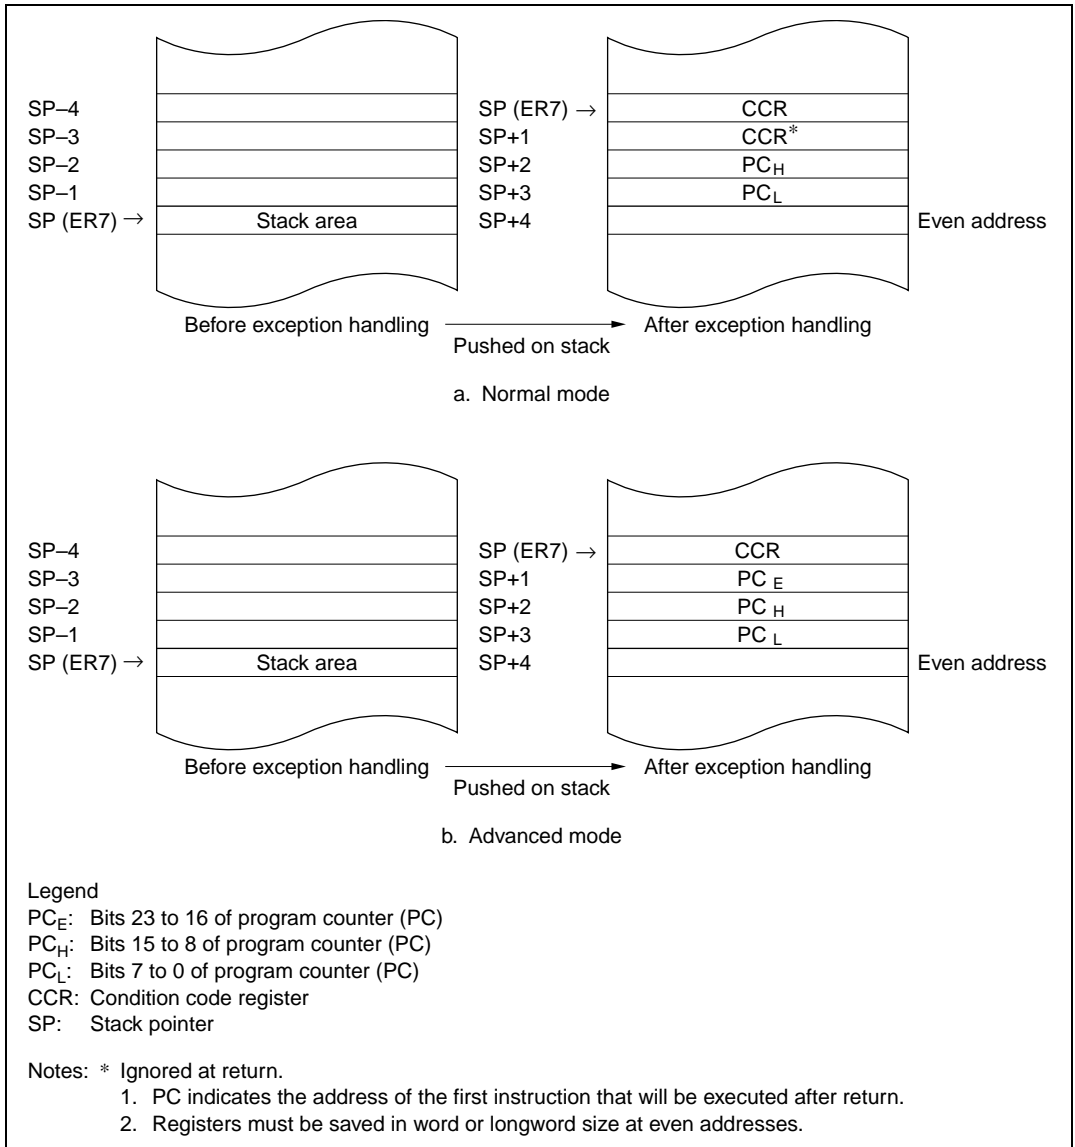 SP–4 SP (ER7) → CCR
SP–3 SP+1 CCR*
SP–2 SP+2 PCH
SP–1 SP+3 PCL
SP (ER7) → Stack area SP+4 Even address
Before exception handling After exception handling
Pushed on stack
a. Normal mode
SP–4 SP (ER7) → CCR
SP–3 SP+1 PC E
SP–2 SP+2 PC H
SP–1 SP+3 PC L
SP (ER7) → Stack area SP+4 Even address
Before exception handling After exception handling
Pushed on stack
b. Advanced mode
Legend
PCE: Bits 23 to 16 of program counter (PC)
PCH: Bits 15 to 8 of program counter (PC)
PCL: Bits 7 to 0 of program counter (PC)
CCR: Condition code register
SP: Stack pointer
Notes: * Ignored at return.
1. PC indicates the address of the first instruction that will be executed after return.
2. Registers must be saved in word or longword size at even addresses.